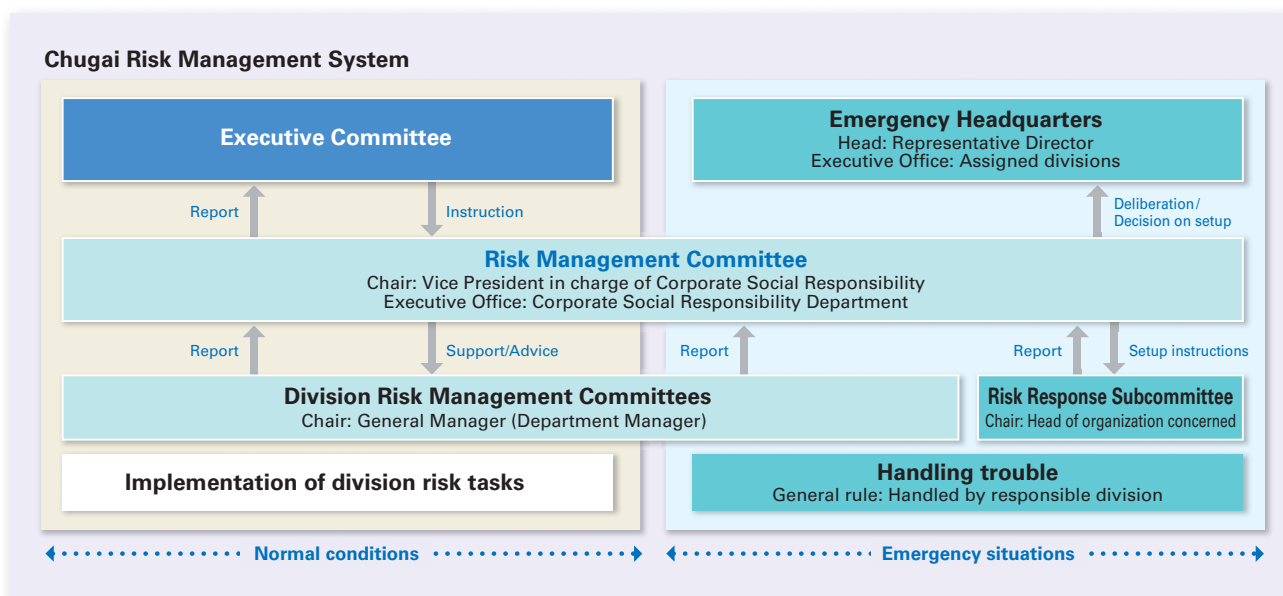 Chugai Risk Management System
Executive Committee
Emergency Headquarters
Head: Representative Director
Executive Office: Assigned divisions
Report
Instruction
Deliberation/
Decision on setup
Risk Management Committee
Chair: Vice President in charge of Corporate Social Responsibility
Executive Office: Corporate Social Responsibility Department
Report
Support/Advice
Report
Report
Setup instructions
Division Risk Management Committees
Chair: General Manager (Department Manager)
Risk Response Subcommittee
Chair: Head of organization concerned
Implementation of division risk tasks
Handling trouble
General rule: Handled by responsible division
Normal conditions
Emergency situations